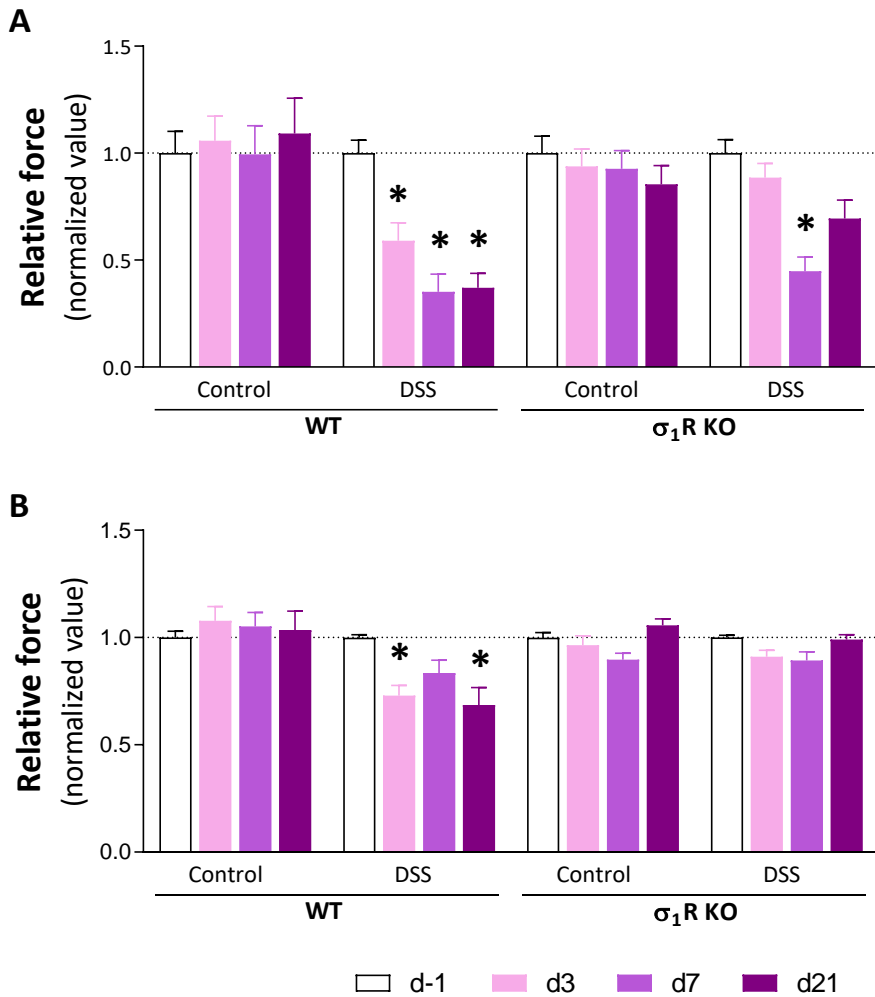 A
Relative force
(normalized value)
1.5
1.0
0.5
0.0
*
*
*
*
Control
DSS
Control
DSS
WT
σ₁R KO
B
Relative force
(normalized value)
1.5
1.0
0.5
0.0
*
*
Control
DSS
Control
DSS
WT
σ₁R KO
d-1
d3
d7
d21